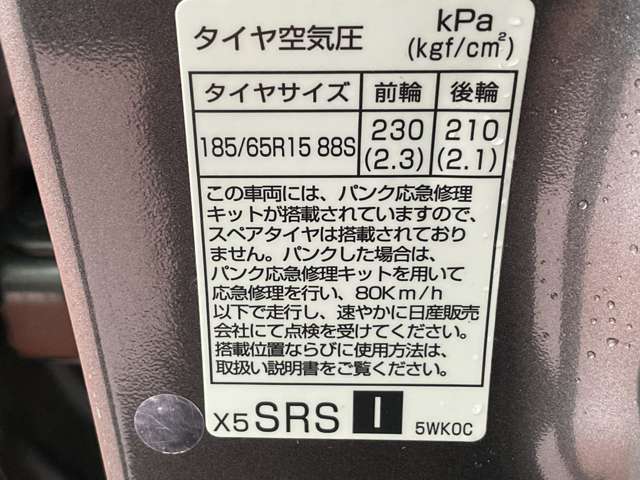 タイヤ空気圧 kPa
(kgf/cm²)
タイヤサイズ 前輪 後輪
185/65R15 88S 230 210
(2.3) (2.1)
この車両には、パンク応急修理
キットが搭載されていますので、
スペアタイヤは搭載されており
ません。パンクした場合は、
パンク応急修理キットを用いて
応急修理を行い、80Km/h
以下で走行し、速やかに日産販売
会社にて点検を受けてください。
搭載位置ならびに使用方法は、
取扱い説明書をご覧ください。
X5 SRS I 5WK0C